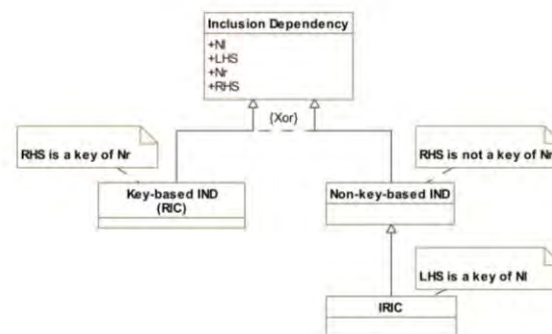 Inclusion Dependency
+Nl
+LHS
+Nr
+RHS
{Xor}
RHS is a key of Nr
RHS is not a key of Nr
Key-based IND
(RIC)
Non-key-based IND
LHS is a key of Nl
IRIC